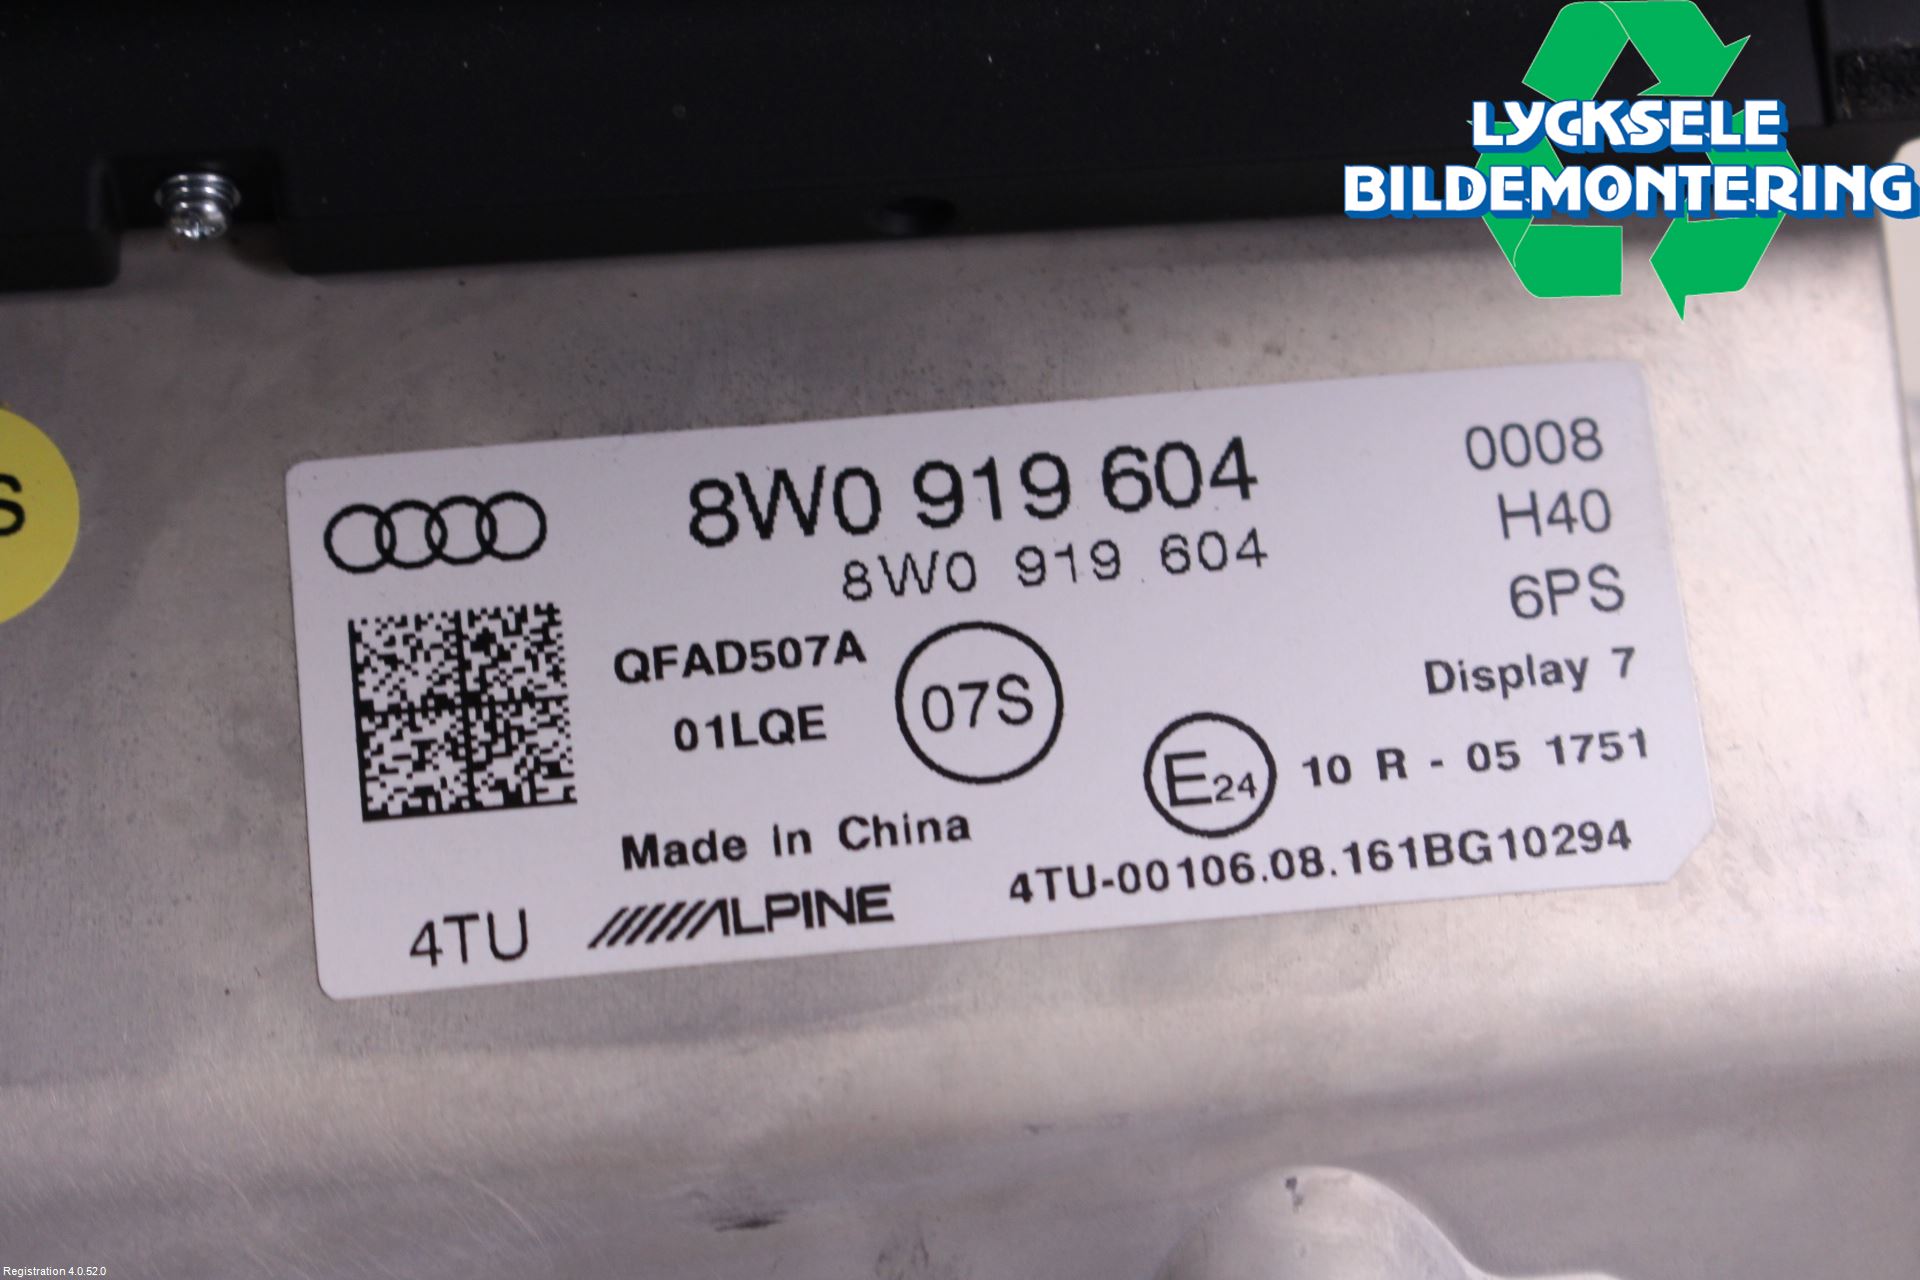 LYCKSELE
BILDEMONTERING
S
8W0 919 604
8W0 919 604
0008
H40
6PS
QFAD507A
01LQE
07S
Display 7
E24
10 R - 05 1751
Made in China
4TU-00106.08.161BG10294
4TU
ALPINE
Registration 4.0.52.0